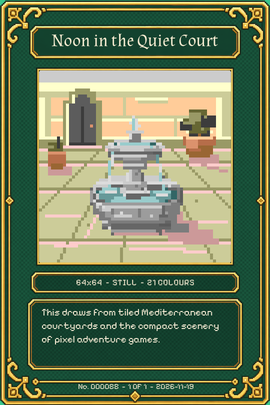 Noon in the Quiet Court
64x64 - STILL - 21 COLOURS
This draws from tiled Mediterranean
courtyards and the compact scenery
of pixel adventure games.
No. 000088 - 1 OF 1 - 2026-11-19